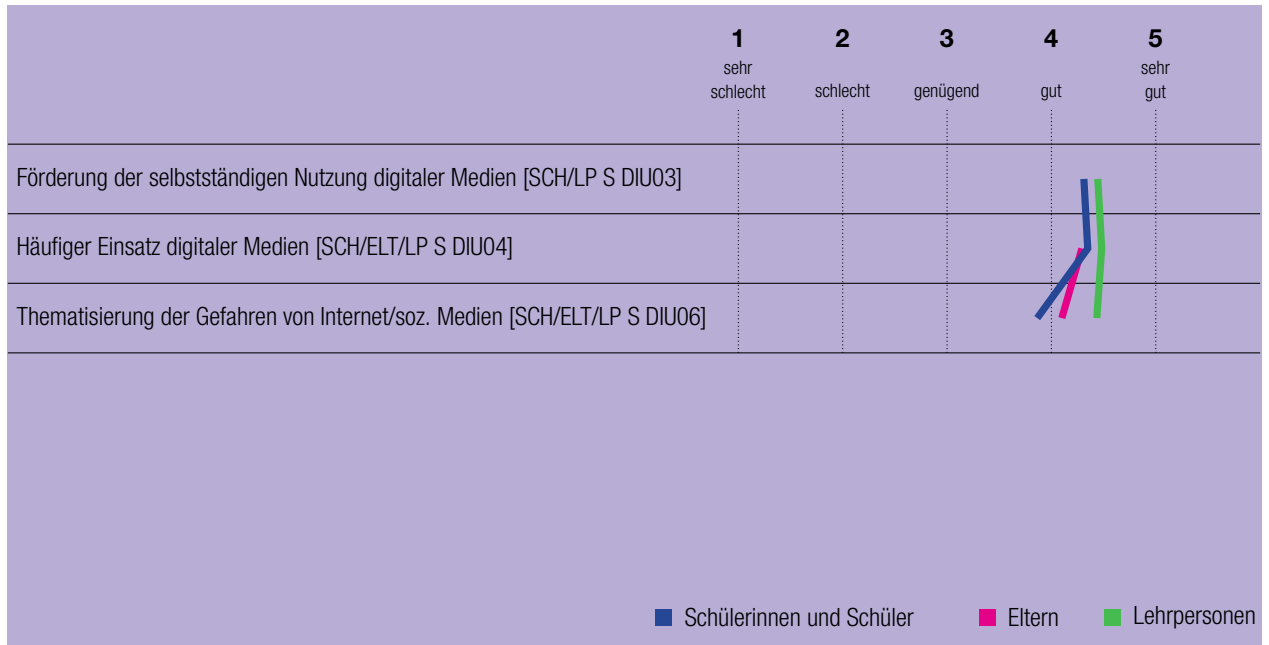 1 2 3 4 5
sehr schlecht schlecht genügend gut sehr gut
Förderung der selbstständigen Nutzung digitaler Medien [SCH/LP S DIU03]
Häufiger Einsatz digitaler Medien [SCH/ELT/LP S DIU04]
Thematisierung der Gefahren von Internet/soz. Medien [SCH/ELT/LP S DIU06]
Schülerinnen und Schüler Eltern Lehrpersonen